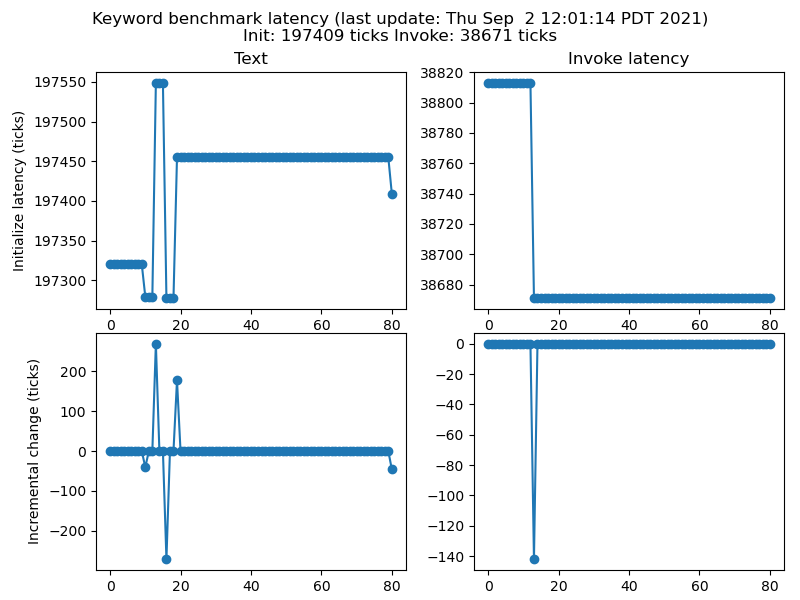 Keyword benchmark latency (last update: Thu Sep  2 12:01:14 PDT 2021)
Init: 197409 ticks Invoke: 38671 ticks
Text
Invoke latency
Initialize latency (ticks)
197550
197500
197450
197400
197350
197300
0 20 40 60 80
38820
38800
38780
38760
38740
38720
38700
38680
0 20 40 60 80
Incremental change (ticks)
200
100
0
−100
−200
0 20 40 60 80
0
−20
−40
−60
−80
−100
−120
−140
0 20 40 60 80